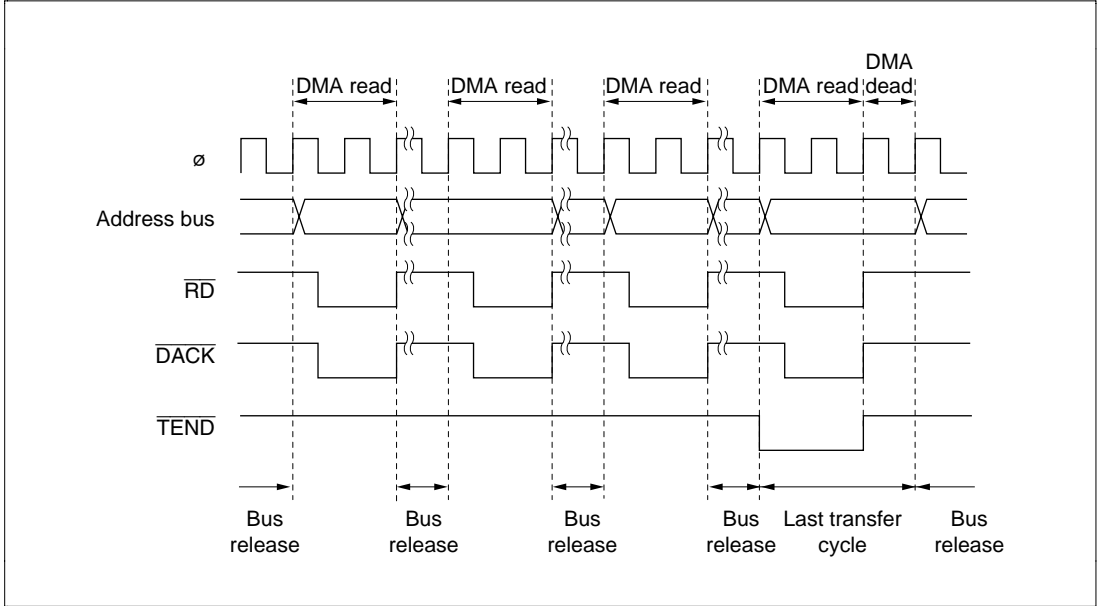 DMA
dead
DMA read DMA read DMA read DMA read
ø
Address bus
RD
DACK
TEND
Bus release
Bus release
Bus release
Bus release
Last transfer cycle
Bus release